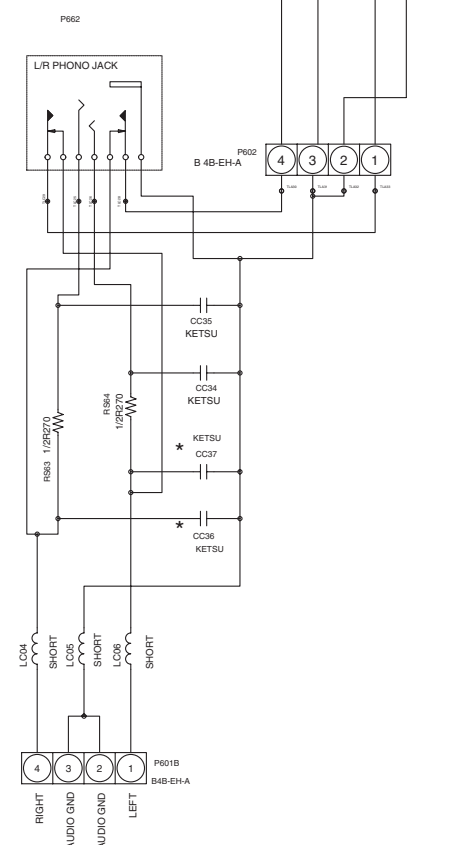 P662
L/R PHONO JACK
P602
B 4B-EH-A
4 3 2 1
CC35
KETSU
CC34
KETSU
RS64
1/2R270
1/2R270
RS63
* KETSU
CC37
*
CC36
KETSU
LC04
SHORT
LC05
SHORT
LC06
SHORT
4 3 2 1
P601B
B4B-EH-A
RIGHT
AUDIO GND
AUDIO GND
LEFT